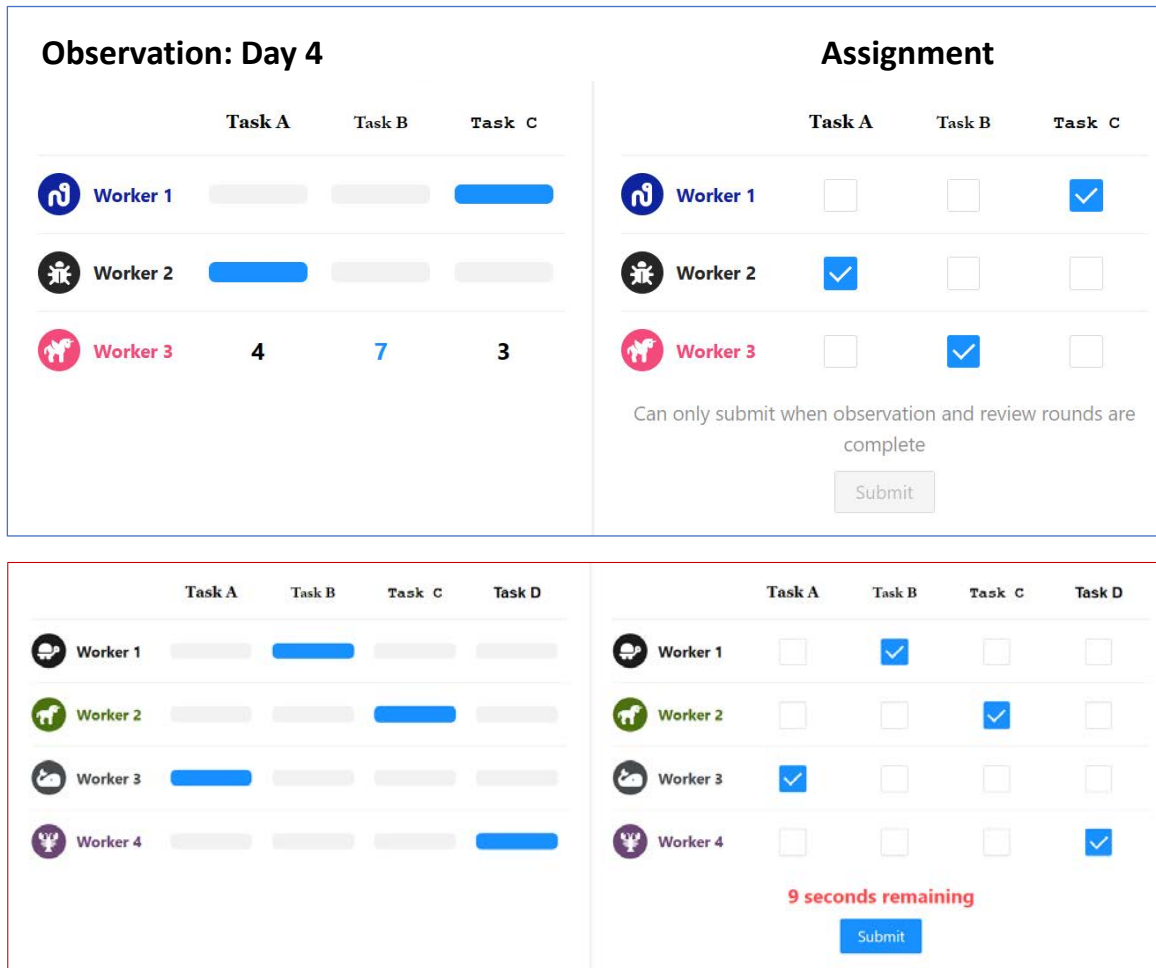 Observation: Day 4
Assignment
Task A Task B Task C
Task A Task B Task C
Worker 1
Worker 1
Worker 2
Worker 2
Worker 3 4 7 3
Worker 3
Can only submit when observation and review rounds are
complete
Submit
Task A Task B Task C Task D
Task A Task B Task C Task D
Worker 1
Worker 1
Worker 2
Worker 2
Worker 3
Worker 3
Worker 4
Worker 4
9 seconds remaining
Submit